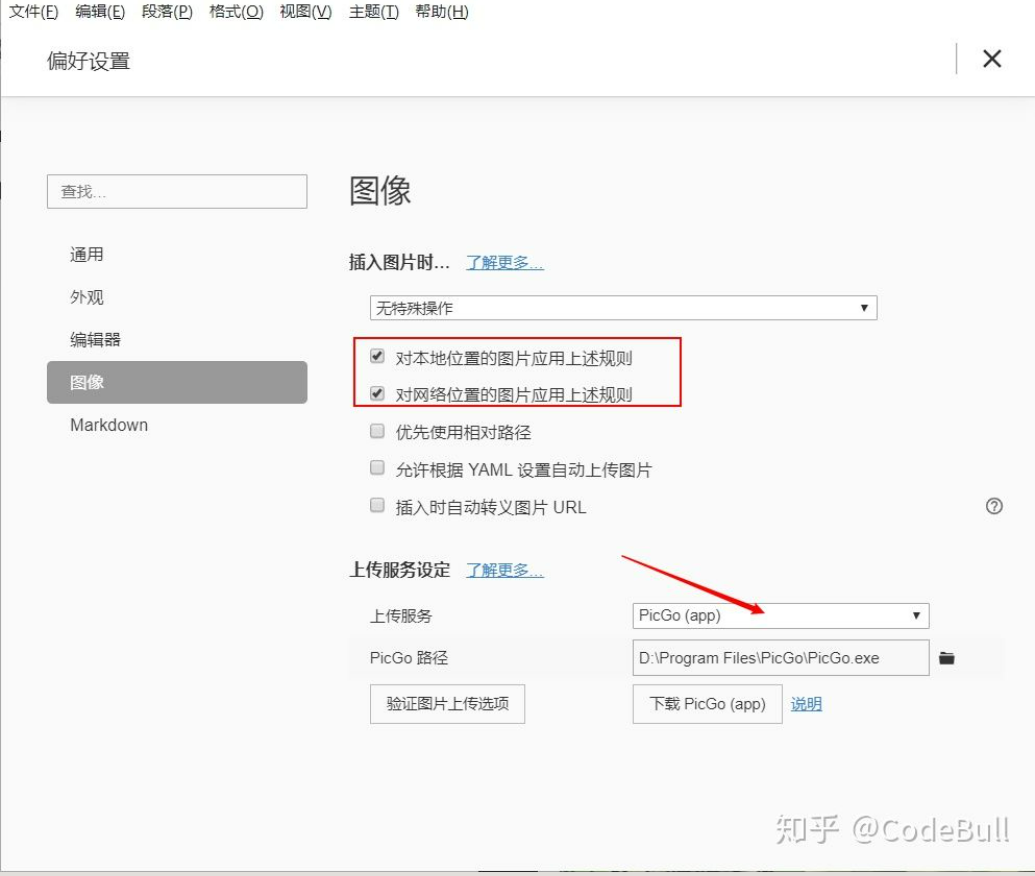 文件(F) 编辑(E) 段落(P) 格式(O) 视图(V) 主题(T) 帮助(H)
偏好设置
查找...
通用
外观
编辑器
图像
Markdown
图像
插入图片时... 了解更多...
无特殊操作
对本地位置的图片应用上述规则
对网络位置的图片应用上述规则
优先使用相对路径
允许根据 YAML 设置自动上传图片
插入时自动转义图片 URL
上传服务设定 了解更多...
上传服务 PicGo (app)
PicGo 路径 D:\Program Files\PicGo\PicGo.exe
验证图片上传选项 下载 PicGo (app) 说明
知乎 @CodeBull